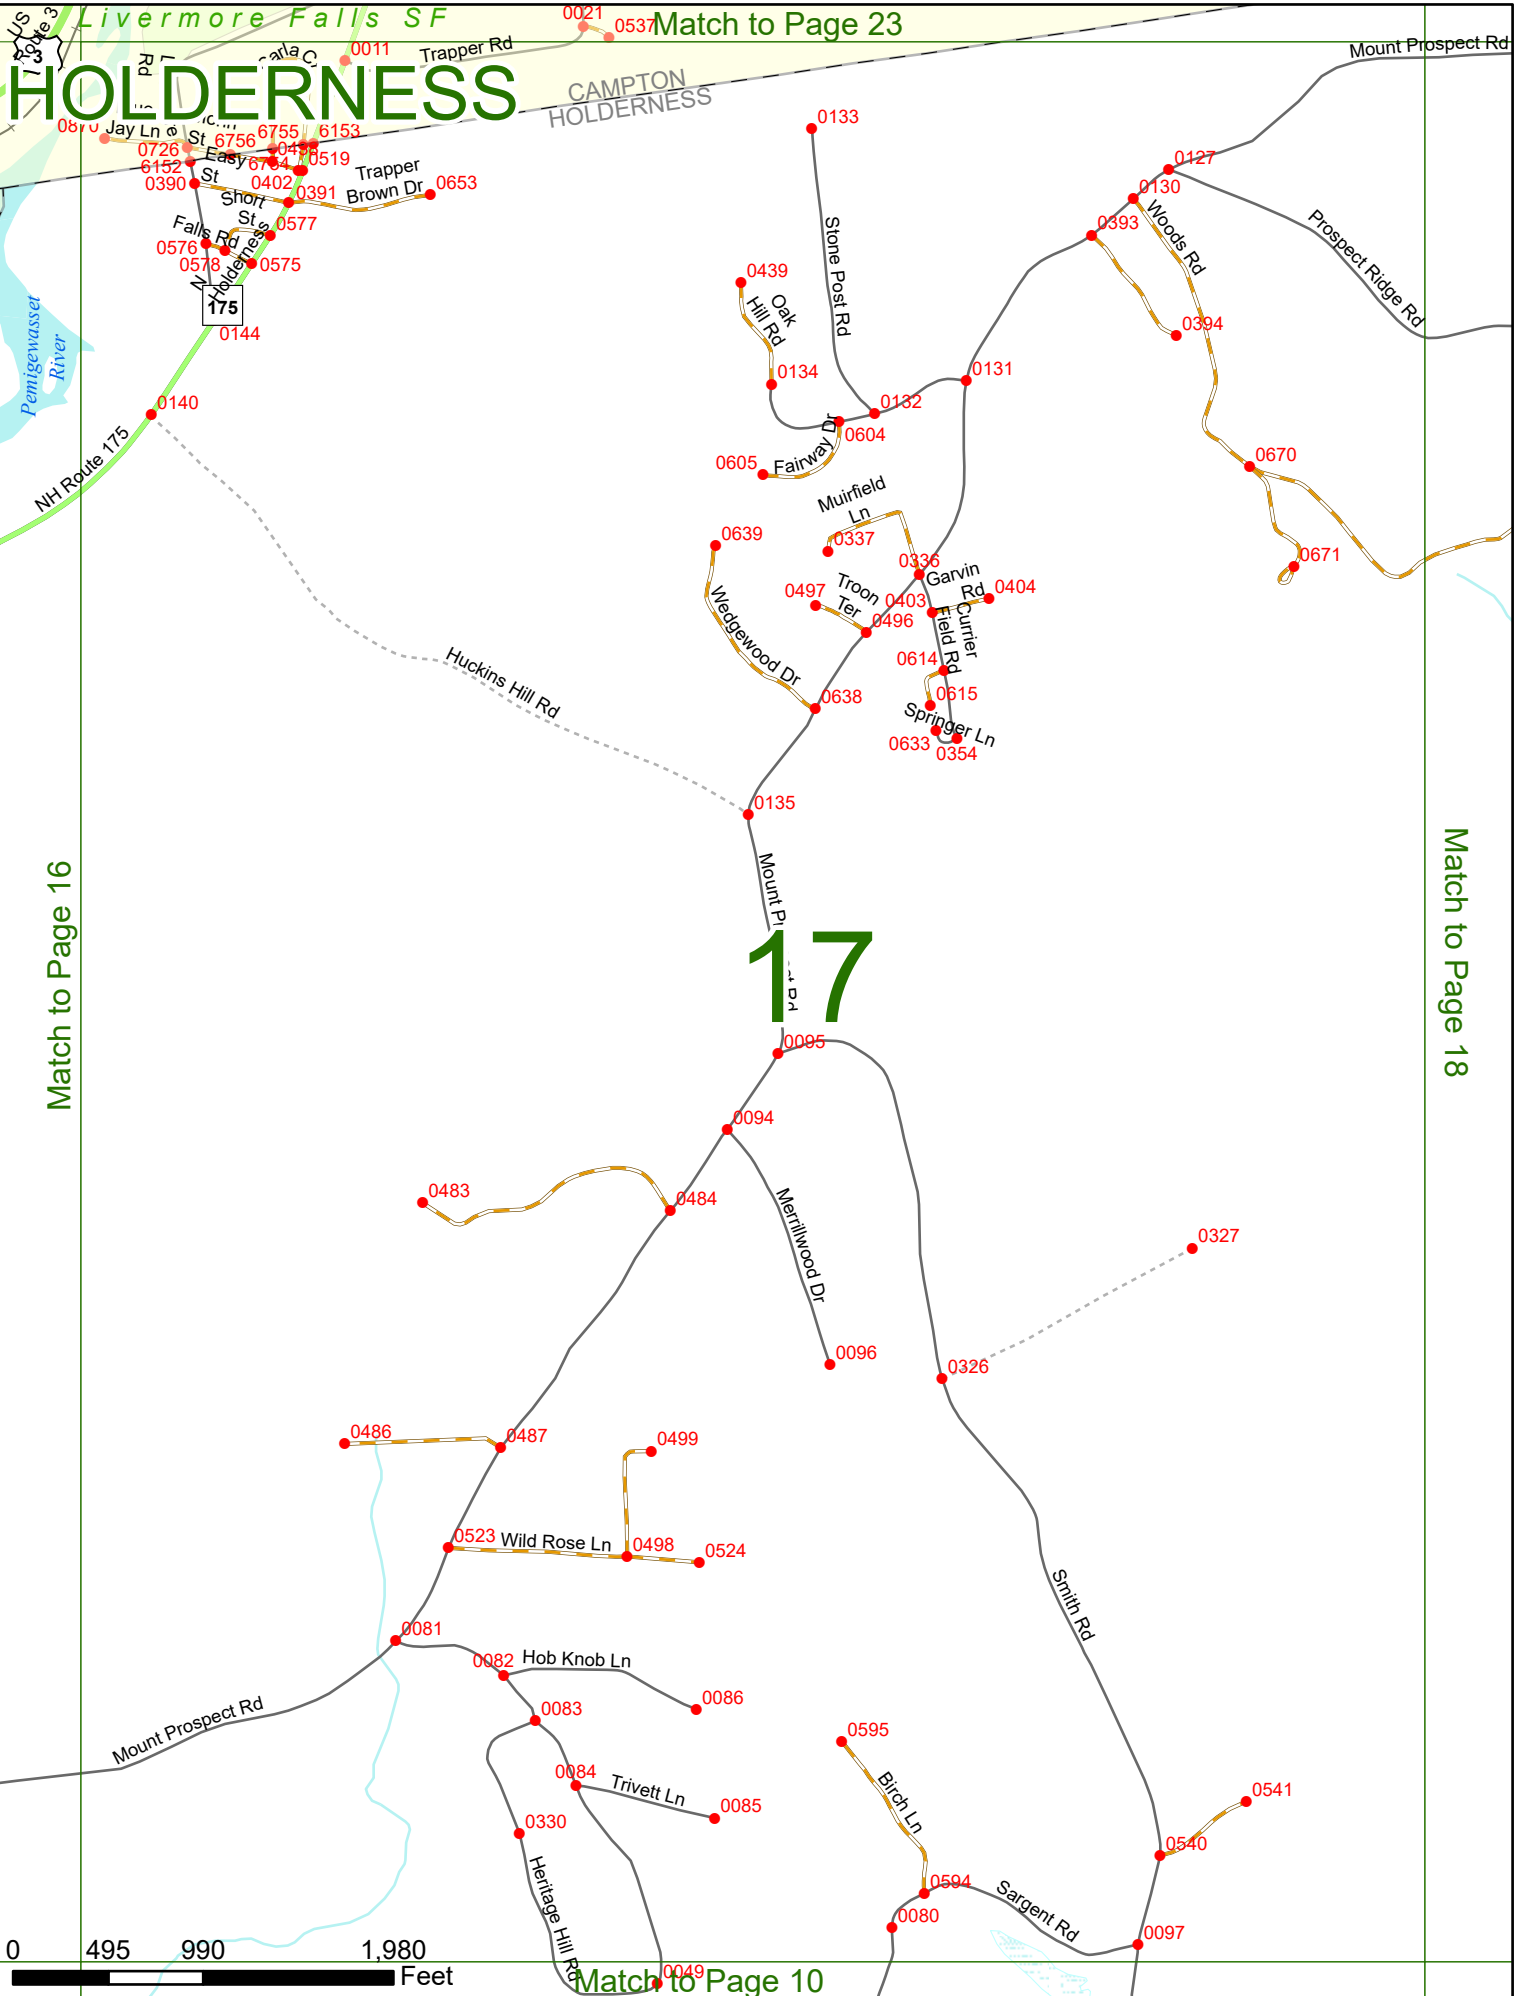 Livermore Falls SF
Match to Page 23
US
Route 3
3
HOLDERNESS
Rd
0011
Trapper Rd
0021
0537
CAMPTON
HOLDERNESS
Mount Prospect Rd
0870
Jay Ln
0726
St
6756
6755
6153
6152
Easy
St
0519
0390
0402
0391
Short
St
Trapper
Brown Dr
0653
0577
Falls Rd
0576
0578
0575
N
Holderness
175
0144
0140
NH Route 175
Pemigewasset
River
0133
Stone Post Rd
0439
Oak
Hill Rd
0134
0132
0131
0604
Fairway Dr
0605
0127
0130
Woods Rd
0393
0394
Prospect Ridge Rd
0670
0671
Muirfield
Ln
0337
0336
Garvin
Rd
0404
0403
Currier
Field Rd
0639
Wedgewood Dr
0497
Troon
Ter
0496
0614
0615
Springer Ln
0633
0354
0638
Huckins Hill Rd
0135
Match to Page 16
17
Match to Page 18
0095
0094
0483
0484
Merrillwood Dr
0096
0327
0326
0486
0487
0499
0523
Wild Rose Ln
0498
0524
Smith Rd
0081
0082
Hob Knob Ln
0086
Mount Prospect Rd
0083
0084
Trivett Ln
0085
0330
Heritage Hill Rd
0595
Birch Ln
0541
0540
0594
0080
Sargent Rd
0097
0049
0 495 990 1,980
Feet
Match to Page 10